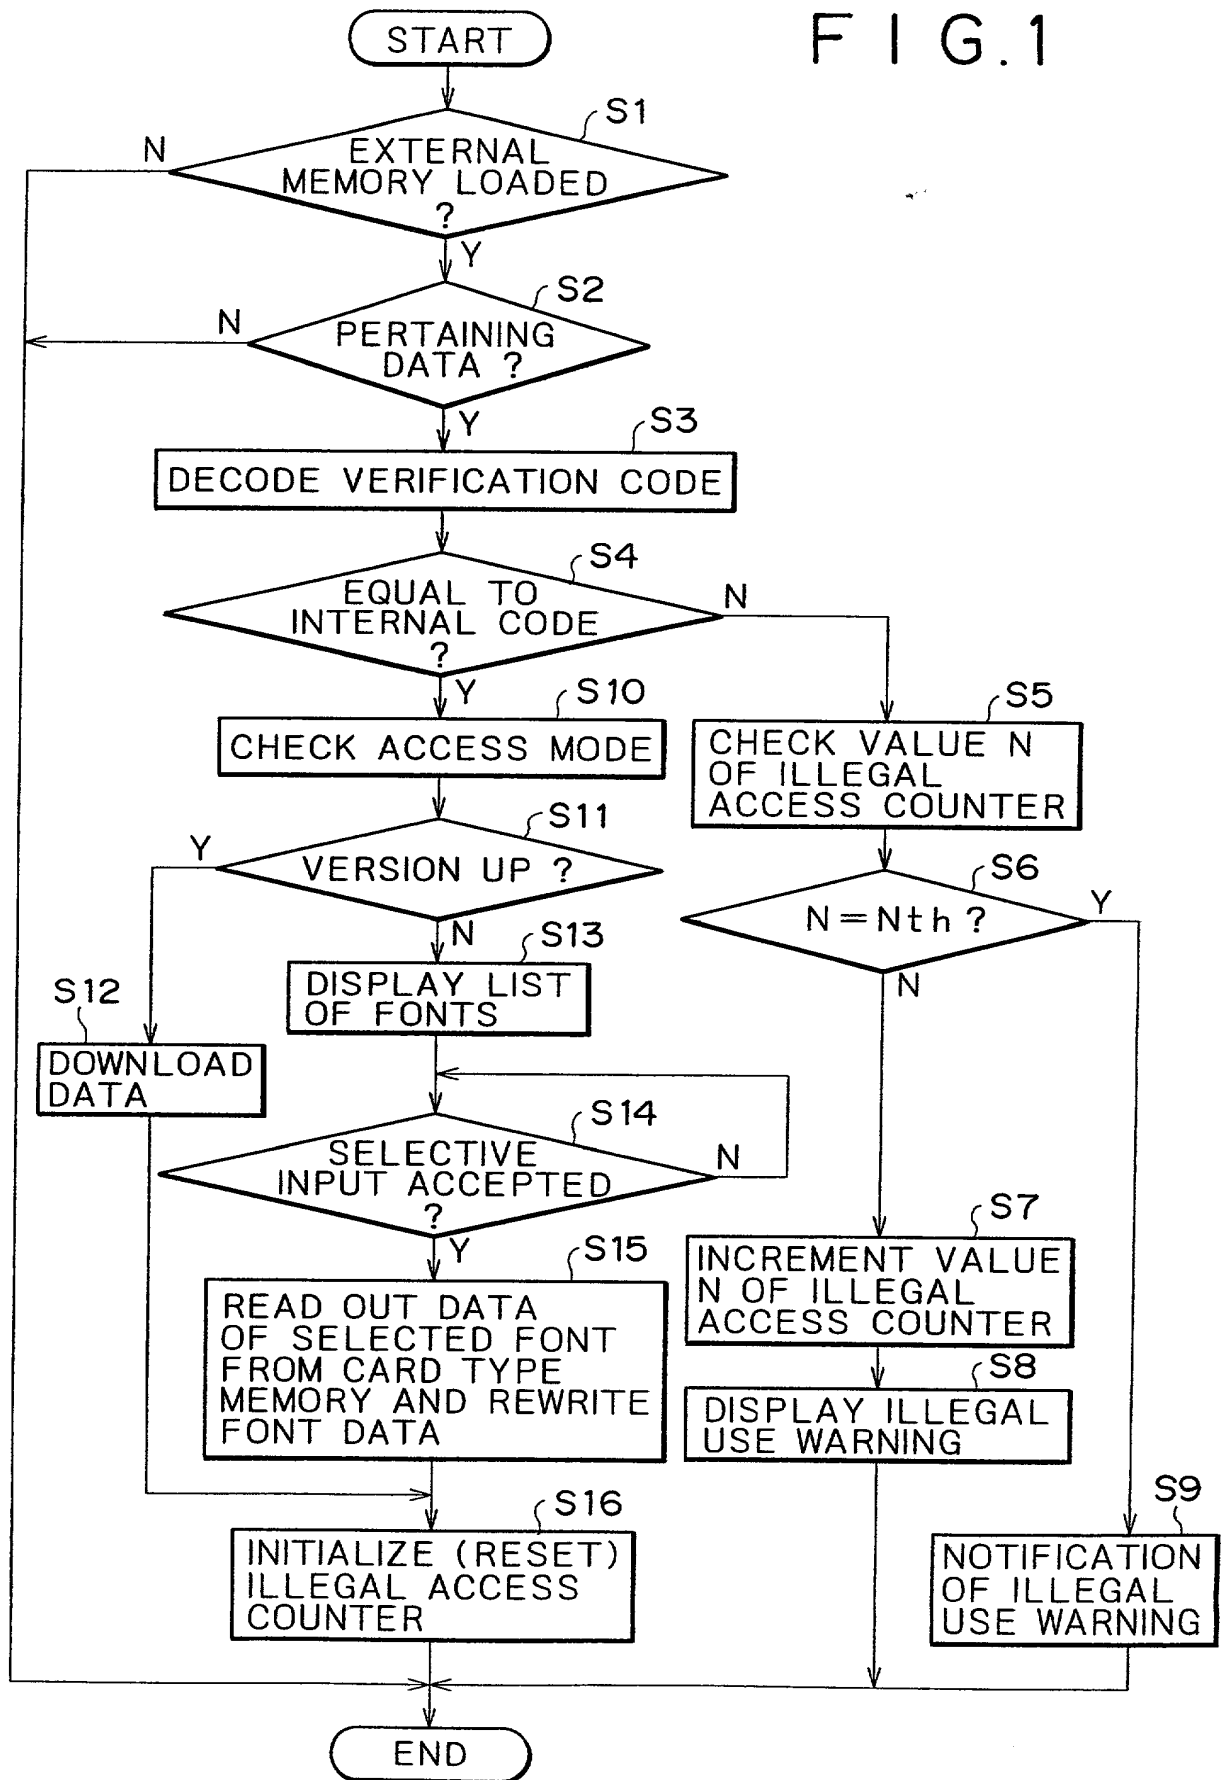 FIG.1
START
S1
N
EXTERNAL
MEMORY LOADED
?
Y
S2
N
PERTAINING
DATA ?
Y
S3
DECODE VERIFICATION CODE
S4
EQUAL TO
INTERNAL CODE
?
N
Y
S10
CHECK ACCESS MODE
S5
CHECK VALUE N
OF ILLEGAL
ACCESS COUNTER
S11
Y
VERSION UP ?
N
S6
N=Nth ?
Y
N
S13
DISPLAY LIST
OF FONTS
S12
DOWNLOAD
DATA
S14
SELECTIVE
INPUT ACCEPTED
?
N
Y
S15
READ OUT DATA
OF SELECTED FONT
FROM CARD TYPE
MEMORY AND REWRITE
FONT DATA
S7
INCREMENT VALUE
N OF ILLEGAL
ACCESS COUNTER
S8
DISPLAY ILLEGAL
USE WARNING
S16
INITIALIZE (RESET)
ILLEGAL ACCESS
COUNTER
S9
NOTIFICATION
OF ILLEGAL
USE WARNING
END